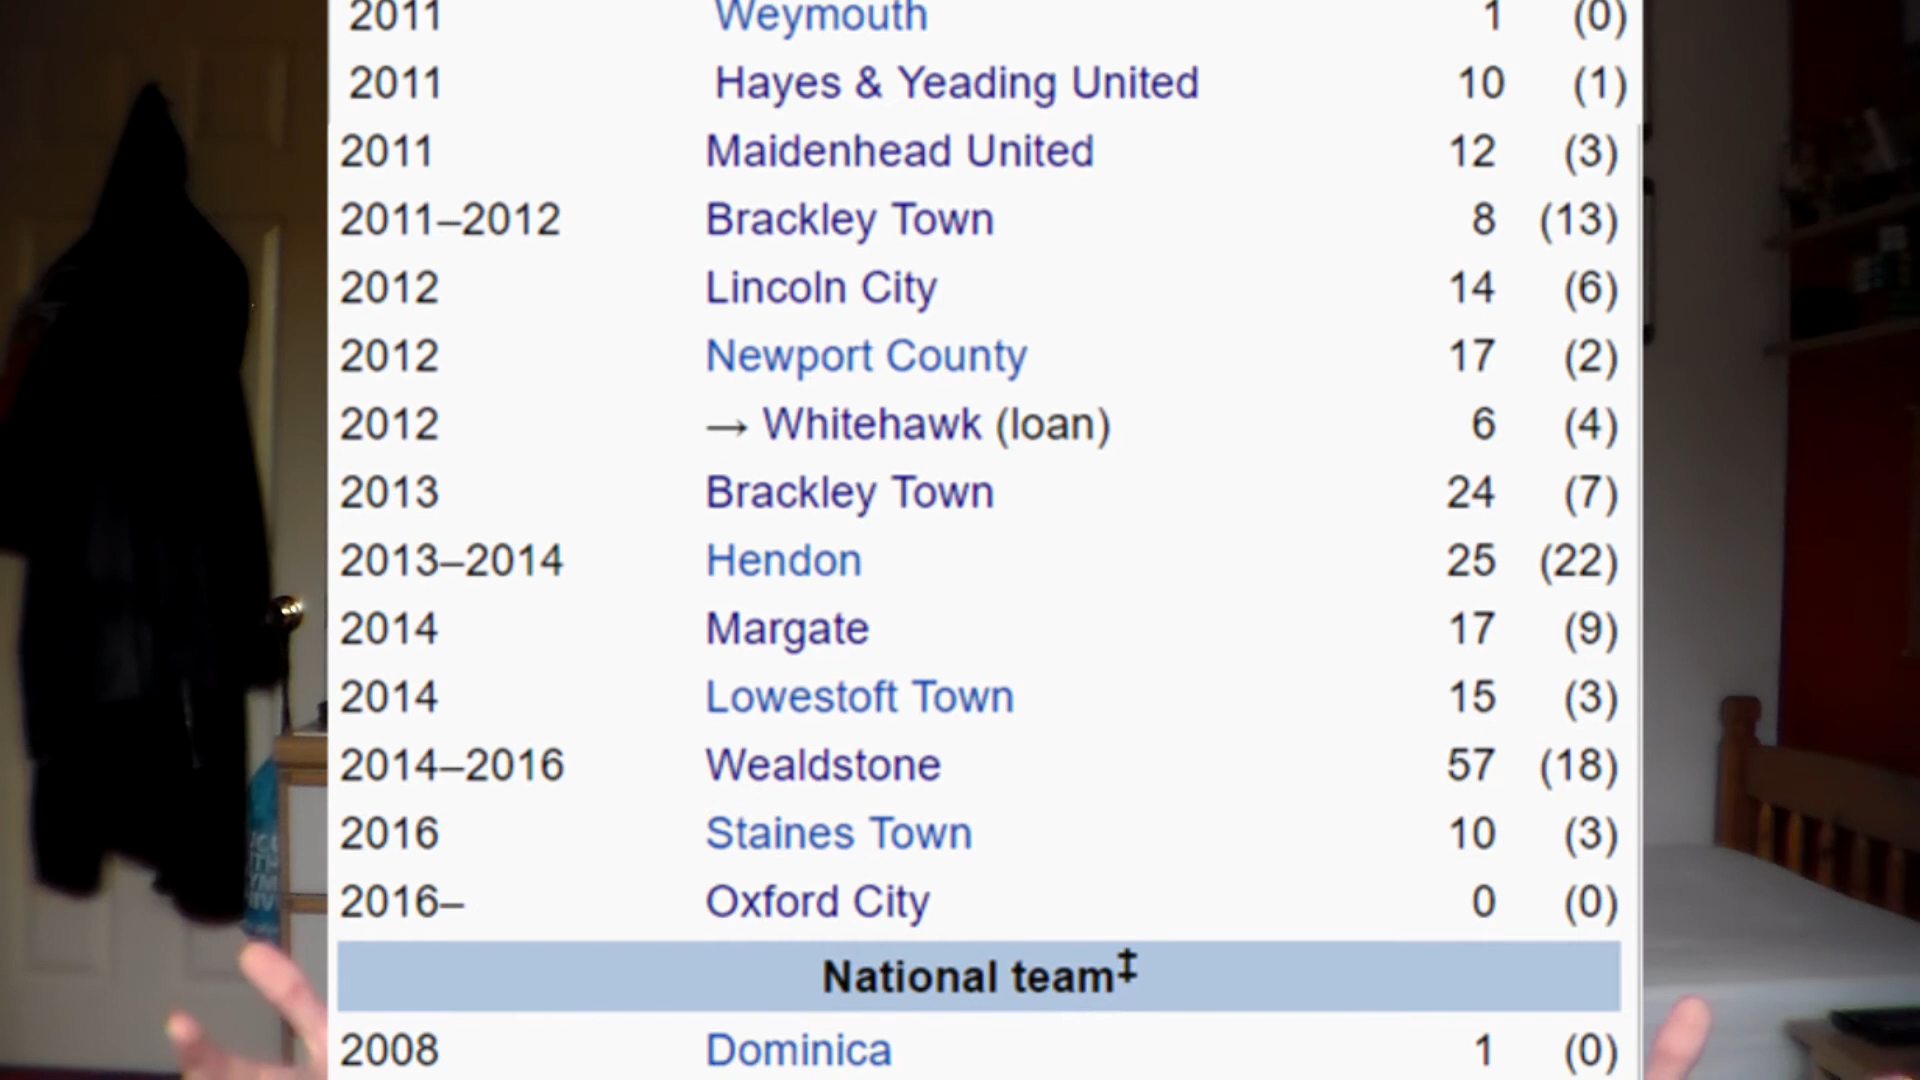 2011 Weymouth 1 (0)
2011 Hayes & Yeading United 10 (1)
2011 Maidenhead United 12 (3)
2011–2012 Brackley Town 8 (13)
2012 Lincoln City 14 (6)
2012 Newport County 17 (2)
2012 → Whitehawk (loan) 6 (4)
2013 Brackley Town 24 (7)
2013–2014 Hendon 25 (22)
2014 Margate 17 (9)
2014 Lowestoft Town 15 (3)
2014–2016 Wealdstone 57 (18)
2016 Staines Town 10 (3)
2016– Oxford City 0 (0)
National team‡
2008 Dominica 1 (0)